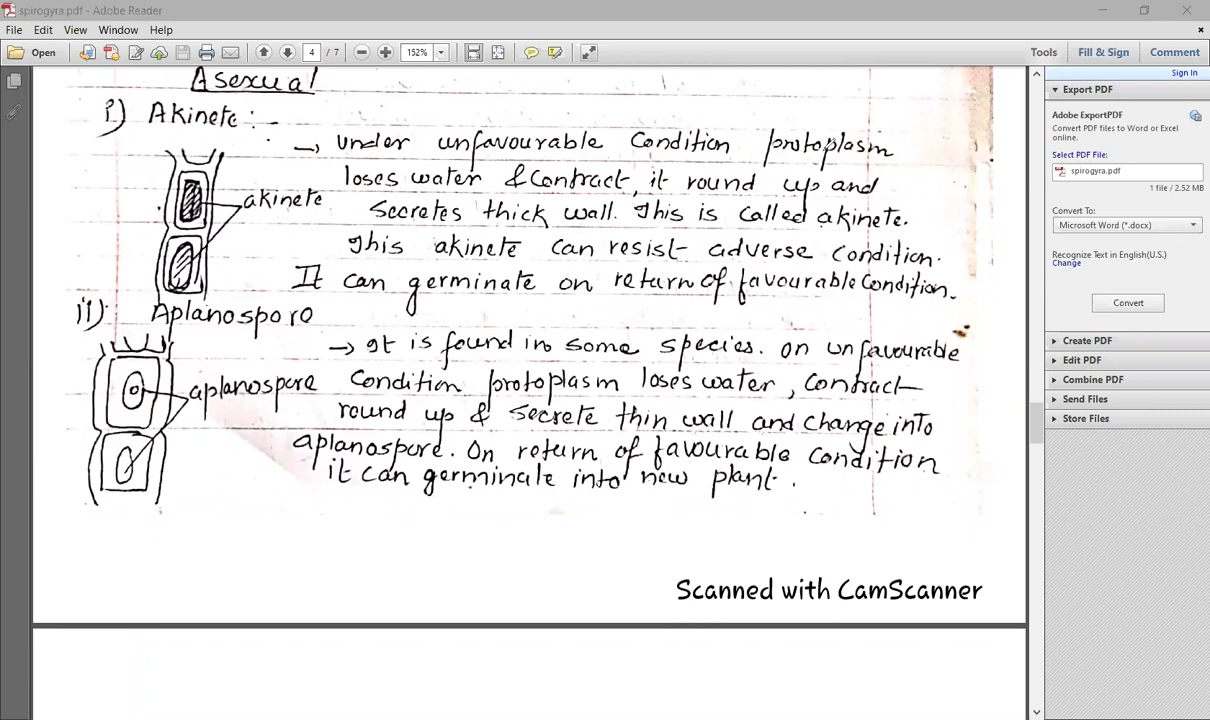 spirogyra.pdf - Adobe Reader
File Edit View Window Help
Open 4 / 7 152% Tools Fill & Sign Comment
Sign In
Export PDF
Adobe ExportPDF
Convert PDF files to Word or Excel
online.
Select PDF File:
spirogyra.pdf
1 file / 2.52 MB
Convert To:
Microsoft Word (*.docx)
Recognize Text in English(U.S.)
Change
Convert
Create PDF
Edit PDF
Combine PDF
Send Files
Store Files
Asexual
i) Akinete :-
→ under unfavourable Condition protoplasm
loses water & Contract, it round up and
akinete
Secretes thick wall. This is called akinete.
This akinete can resist adverse condition.
It can germinate on return of favourable Condition.
ii) Aplanospore
→ It is found in some species. on unfavourable
aplanospore
Condition protoplasm loses water, Contract
round up & secrete thin wall and change into
aplanospore. On return of favourable condition
it can germinate into new plant.
Scanned with CamScanner